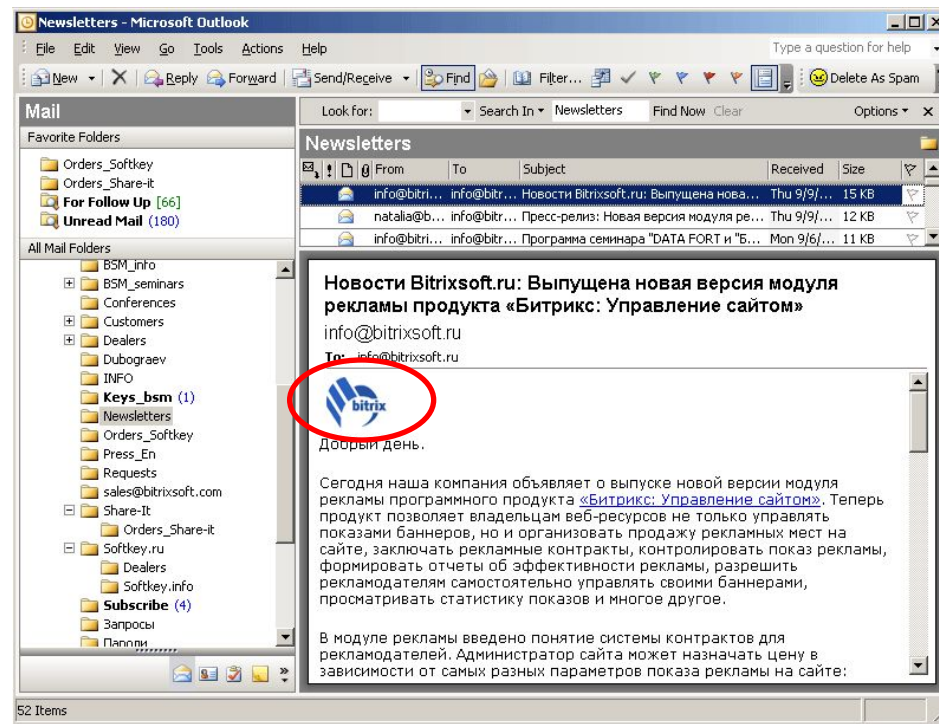 Newsletters - Microsoft Outlook
File Edit View Go Tools Actions Help Type a question for help
New Reply Forward Send/Receive Find Filter... Delete As Spam
Mail
Look for: Search In Newsletters Find Now Clear Options
Favorite Folders
Orders_Softkey
Orders_Share-it
For Follow Up [66]
Unread Mail (180)
All Mail Folders
BSM_info
BSM_seminars
Conferences
Customers
Dealers
Dubograev
INFO
Keys_bsm (1)
Newsletters
Orders_Softkey
Press_En
Requests
sales@bitrixsoft.com
Share-It
Orders_Share-it
Softkey.ru
Dealers
Softkey.info
Subscribe (4)
Запросы
Пароли
Newsletters
From To Subject Received Size
info@bitri... info@bitr... Новости Bitrixsoft.ru: Выпущена нова... Thu 9/9/... 15 KB
natalia@b... info@bitr... Пресс-релиз: Новая версия модуля ре... Thu 9/9/... 12 KB
info@bitri... info@bitr... Программа семинара "DATA FORT и "Б... Mon 9/6/... 11 KB
Новости Bitrixsoft.ru: Выпущена новая версия модуля
рекламы продукта «Битрикс: Управление сайтом»
info@bitrixsoft.ru
To: info@bitrixsoft.ru
bitrix
Добрый день.
Сегодня наша компания объявляет о выпуске новой версии модуля
рекламы программного продукта «Битрикс: Управление сайтом». Теперь
продукт позволяет владельцам веб-ресурсов не только управлять
показами баннеров, но и организовать продажу рекламных мест на
сайте, заключать рекламные контракты, контролировать показ рекламы,
формировать отчеты об эффективности рекламы, разрешить
рекламодателям самостоятельно управлять своими баннерами,
просматривать статистику показов и многое другое.
В модуле рекламы введено понятие системы контрактов для
рекламодателей. Администратор сайта может назначать цену в
зависимости от самых разных параметров показа рекламы на сайте:
52 Items